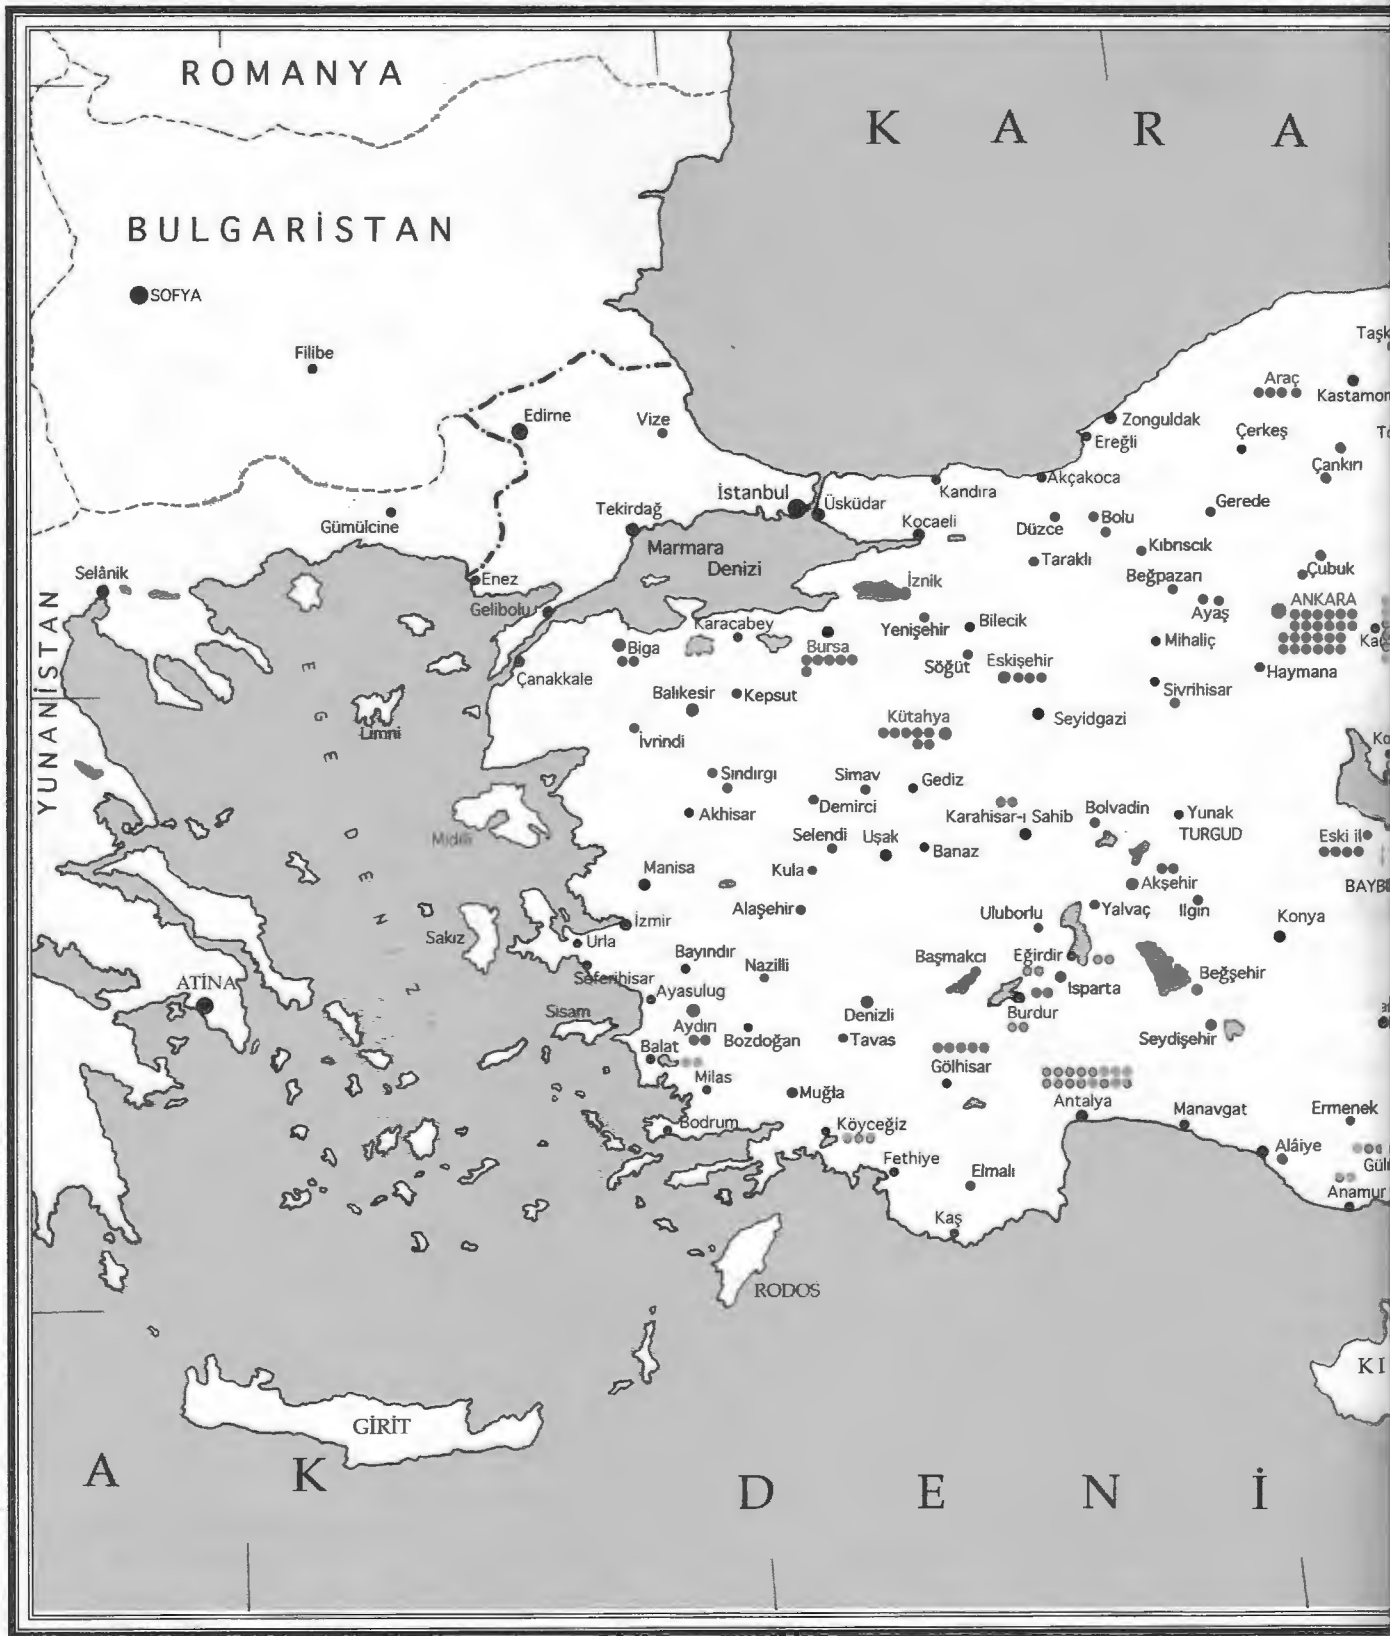 ROMANYA
K A R A
BULGARİSTAN
SOFYA
Filibe
Taşk
Araç
Kastamon
Edirne
Vize
Zonguldak
Ereğli
Çerkeş
Çankırı
İstanbul
Üsküdar
Kandıra
Akçakoca
Gerede
Gümülcine
Tekirdağ
Kocaeli
Düzce
Bolu
Marmara
Denizi
Taraklı
Kıbrıscık
Selânik
Enez
İznik
Beğpazarı
Çubuk
Gelibolu
Ayaş
ANKARA
Karacabey
Yenişehir
Bilecik
Biga
Bursa
Mihaliç
Söğüt
Eskişehir
Çanakkale
Haymana
Balıkesir
Kepsut
Sivrihisar
YUNANİSTAN
EGE DENİZ
Limni
Kütahya
Seyidgazi
İvrindi
Sındırgı
Simav
Gediz
Akhisar
Demirci
Karahisar-ı Sahib
Bolvadin
Yunak
TURGUD
Midilli
Selendi
Uşak
Banaz
Eski il
Manisa
Kula
Akşehir
BAYB
Alaşehir
Uluborlu
Yalvaç
Ilgın
Konya
İzmir
Sakız
Urla
Bayındır
Başmakcı
Eğirdir
Seferihisar
Nazilli
Isparta
Beğşehir
ATİNA
Ayasulug
Sisam
Denizli
Burdur
Aydın
Bozdoğan
Tavas
Seydişehir
Balat
Gölhisar
Milas
Muğla
Antalya
Manavgat
Ermenek
Bodrum
Köyceğiz
Alâiye
Gül
Fethiye
Elmalı
Anamur
Kaş
RODOS
KI
GİRİT
A K D E N İ